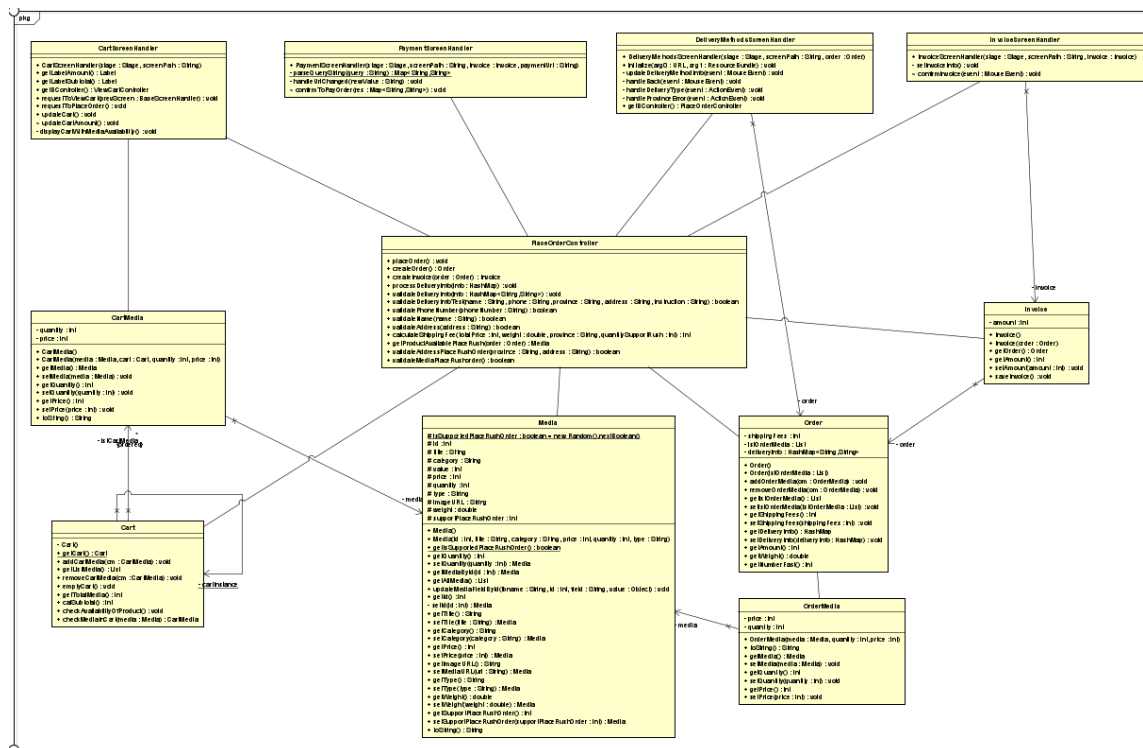 pkg
CartScreenHandler
+ CartScreenHandler(stage : Stage, screenPath : String)
+ getLabelAmount() : Label
+ getLabelSubtotal() : Label
+ getBController() : ViewCartController
+ requestToViewCart(prevScreen : BaseScreenHandler) : void
+ requestToPlaceOrder() : void
+ updateCart() : void
~ updateCartAmount() : void
- displayCartWithMediaAvailability() : void
PaymentScreenHandler
+ PaymentScreenHandler(stage : Stage, screenPath : String, invoice : Invoice, paymentUrl : String)
- parseQueryString(query : String) : Map<String,String>
- handleUrlChanged(newValue : String) : void
~ confirmToPayOrder(res : Map<String,String>) : void
DeliveryMethodsScreenHandler
+ DeliveryMethodsScreenHandler(stage : Stage, screenPath : String, order : Order)
+ initialize(arg0 : URL, arg1 : ResourceBundle) : void
- updateDeliveryMethodInfo(event : MouseEvent) : void
- handleBack(event : MouseEvent) : void
- handleDeliveryType(event : ActionEvent) : void
- handleProvinceError(event : ActionEvent) : void
+ getBController() : PlaceOrderController
InvoiceScreenHandler
+ InvoiceScreenHandler(stage : Stage, screenPath : String, invoice : Invoice)
- setInvoiceInfo() : void
~ confirmInvoice(event : MouseEvent) : void
PlaceOrderController
+ placeOrder() : void
+ createOrder() : Order
+ createInvoice(order : Order) : Invoice
+ processDeliveryInfo(info : HashMap) : void
+ validateDeliveryInfo(info : HashMap<String,String>) : void
+ validateDeliveryInfoTest(name : String, phone : String, province : String, address : String, instruction : String) : boolean
+ validatePhoneNumber(phoneNumber : String) : boolean
+ validateName(name : String) : boolean
+ validateAddress(address : String) : boolean
+ calculateShippingFee(totalPrice : int, weight : double, province : String, quantitySupportRush : int) : int
+ getProductAvailablePlaceRush(order : Order) : Media
+ validateAddressPlaceRushOrder(province : String, address : String) : boolean
+ validateMediaPlaceRushorder() : boolean
- invoice
Invoice
- amount : int
+ Invoice()
+ Invoice(order : Order)
+ getOrder() : Order
+ getAmount() : int
+ setAmount(amount : int) : void
+ saveInvoice() : void
CartMedia
- quantity : int
- price : int
+ CartMedia()
+ CartMedia(media : Media, cart : Cart, quantity : int, price : int)
+ getMedia() : Media
+ setMedia(media : Media) : void
+ getQuantity() : int
+ setQuantity(quantity : int) : void
+ getPrice() : int
+ setPrice(price : int) : void
+ toString() : String
*
- lstCartMedia
{ordered}
Cart
- Cart()
+ getCart() : Cart
+ addCartMedia(cm : CartMedia) : void
+ getListMedia() : List
+ removeCartMedia(cm : CartMedia) : void
+ emptyCart() : void
+ getTotalMedia() : int
+ calSubtotal() : int
+ checkAvailabilityOfProduct() : void
+ checkMediaInCart(media : Media) : CartMedia
- cartInstance
- media
Media
# isSupportedPlaceRushOrder : boolean = new Random().nextBoolean()
# id : int
# title : String
# category : String
# value : int
# price : int
# quantity : int
# type : String
# imageURL : String
# weight : double
# supportPlaceRushOrder : int
+ Media()
+ Media(id : int, title : String, category : String, price : int, quantity : int, type : String)
+ getIsSupportedPlaceRushOrder() : boolean
+ getQuantity() : int
+ setQuantity(quantity : int) : Media
+ getMediaById(id : int) : Media
+ getAllMedia() : List
+ updateMediaFieldById(tbname : String, id : int, field : String, value : Object) : void
+ getId() : int
- setId(id : int) : Media
+ getTitle() : String
+ setTitle(title : String) : Media
+ getCategory() : String
+ setCategory(category : String) : Media
+ getPrice() : int
+ setPrice(price : int) : Media
+ getImageURL() : String
+ setMediaURL(url : String) : Media
+ getType() : String
+ setType(type : String) : Media
+ getWeight() : double
+ setWeight(weight : double) : Media
+ getSupportPlaceRushOrder() : int
+ setSupportPlaceRushOrder(supportPlaceRushOrder : int) : Media
+ toString() : String
- order
Order
- shippingFees : int
- lstOrderMedia : List
- deliveryInfo : HashMap<String,String>
+ Order()
+ Order(lstOrderMedia : List)
+ addOrderMedia(om : OrderMedia) : void
+ removeOrderMedia(om : OrderMedia) : void
+ getlstOrderMedia() : List
+ setlstOrderMedia(lstOrderMedia : List) : void
+ getShippingFees() : int
+ setShippingFees(shippingFees : int) : void
+ getDeliveryInfo() : HashMap
+ setDeliveryInfo(deliveryInfo : HashMap) : void
+ getAmount() : int
+ getWeight() : double
+ getNumberFast() : int
- order
- media
OrderMedia
- price : int
- quantity : int
+ OrderMedia(media : Media, quantity : int, price : int)
+ toString() : String
+ getMedia() : Media
+ setMedia(media : Media) : void
+ getQuantity() : int
+ setQuantity(quantity : int) : void
+ getPrice() : int
+ setPrice(price : int) : void